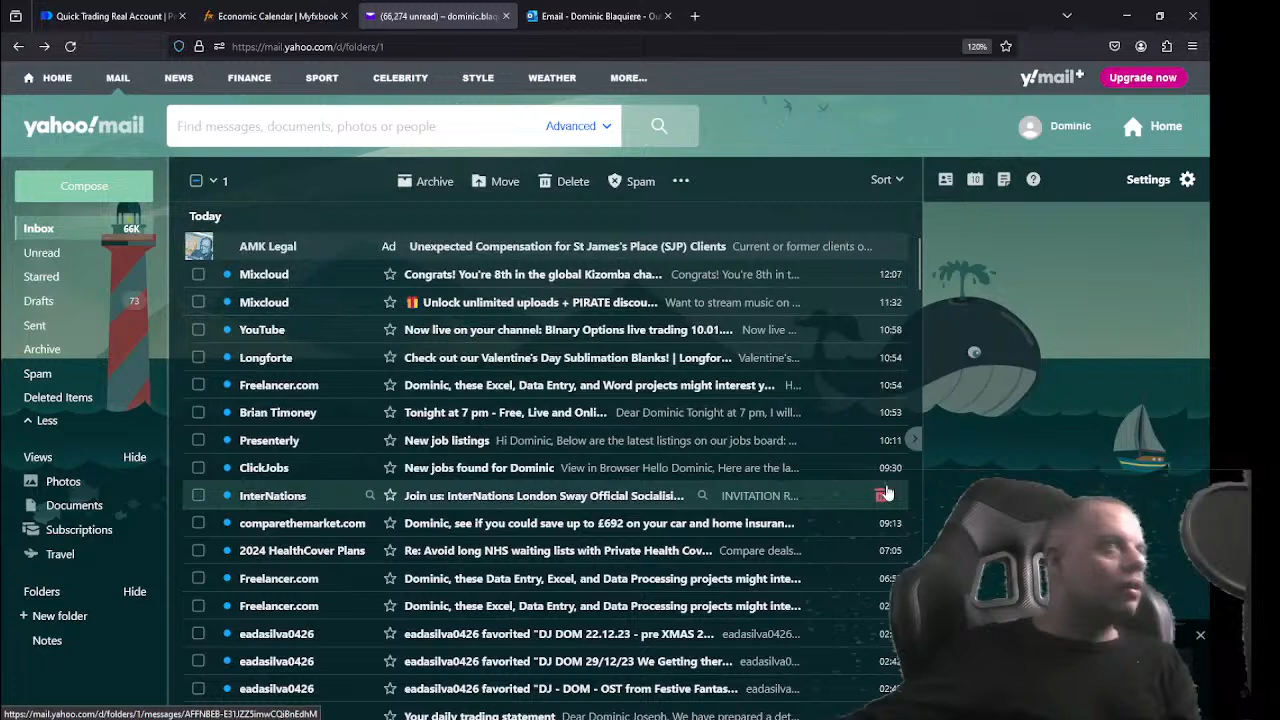 Quick Trading Real Account | P
Economic Calendar | Myfxbook
(66,274 unread) – dominic.blaq
Email - Dominic Blaquiere - Ou
https://mail.yahoo.com/d/folders/1
120%
HOME MAIL NEWS FINANCE SPORT CELEBRITY STYLE WEATHER MORE...
y!mail+ Upgrade now
yahoo!mail
Find messages, documents, photos or people Advanced
Dominic Home
Compose
1 Archive Move Delete Spam ••• Sort
10 Settings
Inbox 66K
Unread
Starred
Drafts 73
Sent
Archive
Spam
Deleted Items
Less
Views Hide
Photos
Documents
Subscriptions
Travel
Folders Hide
+ New folder
Notes
Today
AMK Legal Ad Unexpected Compensation for St James's Place (SJP) Clients Current or former clients o...
Mixcloud Congrats! You're 8th in the global Kizomba cha... Congrats! You're 8th in t... 12:07
Mixcloud 🎁 Unlock unlimited uploads + PIRATE discou... Want to stream music on ... 11:32
YouTube Now live on your channel: BInary Options live trading 10.01.... Now live ... 10:58
Longforte Check out our Valentine's Day Sublimation Blanks! | Longfor... Valentine's... 10:54
Freelancer.com Dominic, these Excel, Data Entry, and Word projects might interest y... H... 10:54
Brian Timoney Tonight at 7 pm - Free, Live and Onli... Dear Dominic Tonight at 7 pm, I will... 10:53
Presenterly New job listings Hi Dominic, Below are the latest listings on our jobs board: ... 10:11
ClickJobs New jobs found for Dominic View in Browser Hello Dominic, Here are the la... 09:30
InterNations Join us: InterNations London Sway Official Socialisi... INVITATION R...
comparethemarket.com Dominic, see if you could save up to £692 on your car and home insuran... 09:13
2024 HealthCover Plans Re: Avoid long NHS waiting lists with Private Health Cov... Compare deals... 07:05
Freelancer.com Dominic, these Data Entry, Excel, and Data Processing projects might inte...
Freelancer.com Dominic, these Excel, Data Entry, and Data Processing projects might inte...
eadasilva0426 eadasilva0426 favorited "DJ DOM 22.12.23 - pre XMAS 2... eadasilva0...
eadasilva0426 eadasilva0426 favorited "DJ DOM 29/12/23 We Getting ther... eadasilva0...
eadasilva0426 eadasilva0426 favorited "DJ - DOM - OST from Festive Fantas... eadasilva...
Your daily trading statement Dear Dominic Joseph, We have prepared a det...
https://mail.yahoo.com/d/folders/1/messages/AFFNBEB-E31JZZ5imwCQiBnEdhM